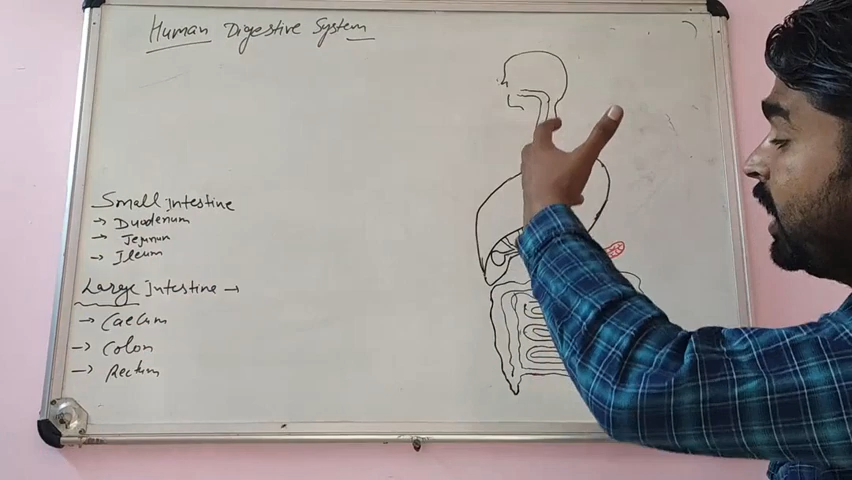 Human Digestive System
Small Intestine
→ Duodenum
→ Jejunum
→ Ileum
Large Intestine →
→ Caecum
→ Colon
→ Rectum